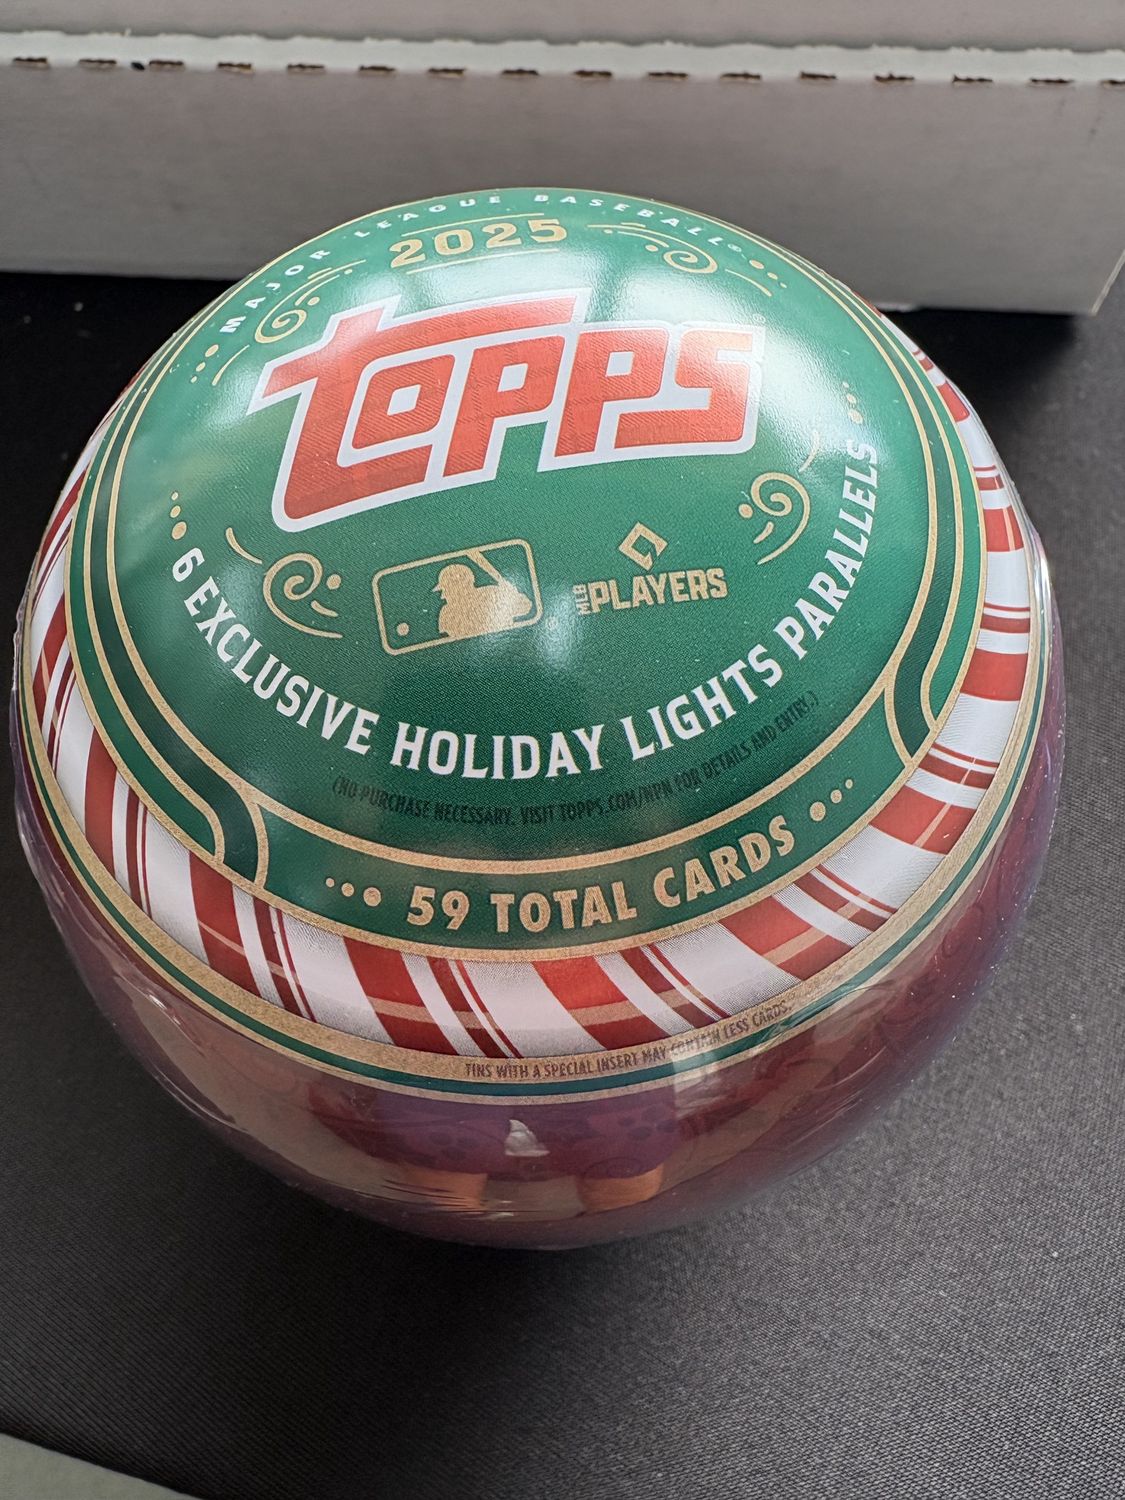 MAJOR LEAGUE BASEBALL®
2025
topps
MLB PLAYERS
6 EXCLUSIVE HOLIDAY LIGHTS PARALLELS
(NO PURCHASE NECESSARY. VISIT TOPPS.COM/NPN FOR DETAILS AND ENTRY.)
59 TOTAL CARDS
TINS WITH A SPECIAL INSERT MAY CONTAIN LESS CARDS.